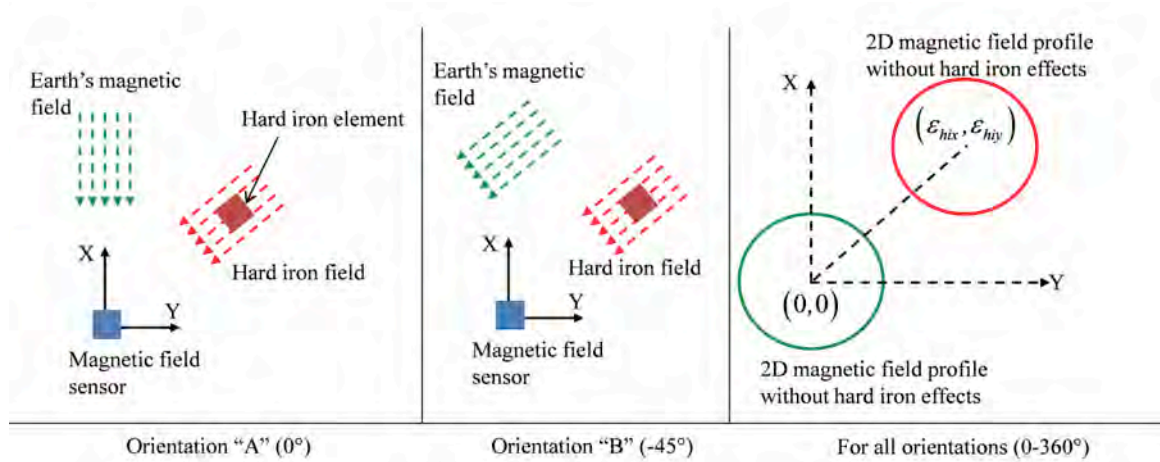 Earth's magnetic
field
Hard iron element
X
Hard iron field
Y
Magnetic field
sensor
Orientation "A" (0°)
Earth's magnetic
field
X
Hard iron field
Y
Magnetic field
sensor
Orientation "B" (-45°)
2D magnetic field profile
without hard iron effects
X
(εhix, εhiy)
Y
(0,0)
2D magnetic field profile
without hard iron effects
For all orientations (0-360°)